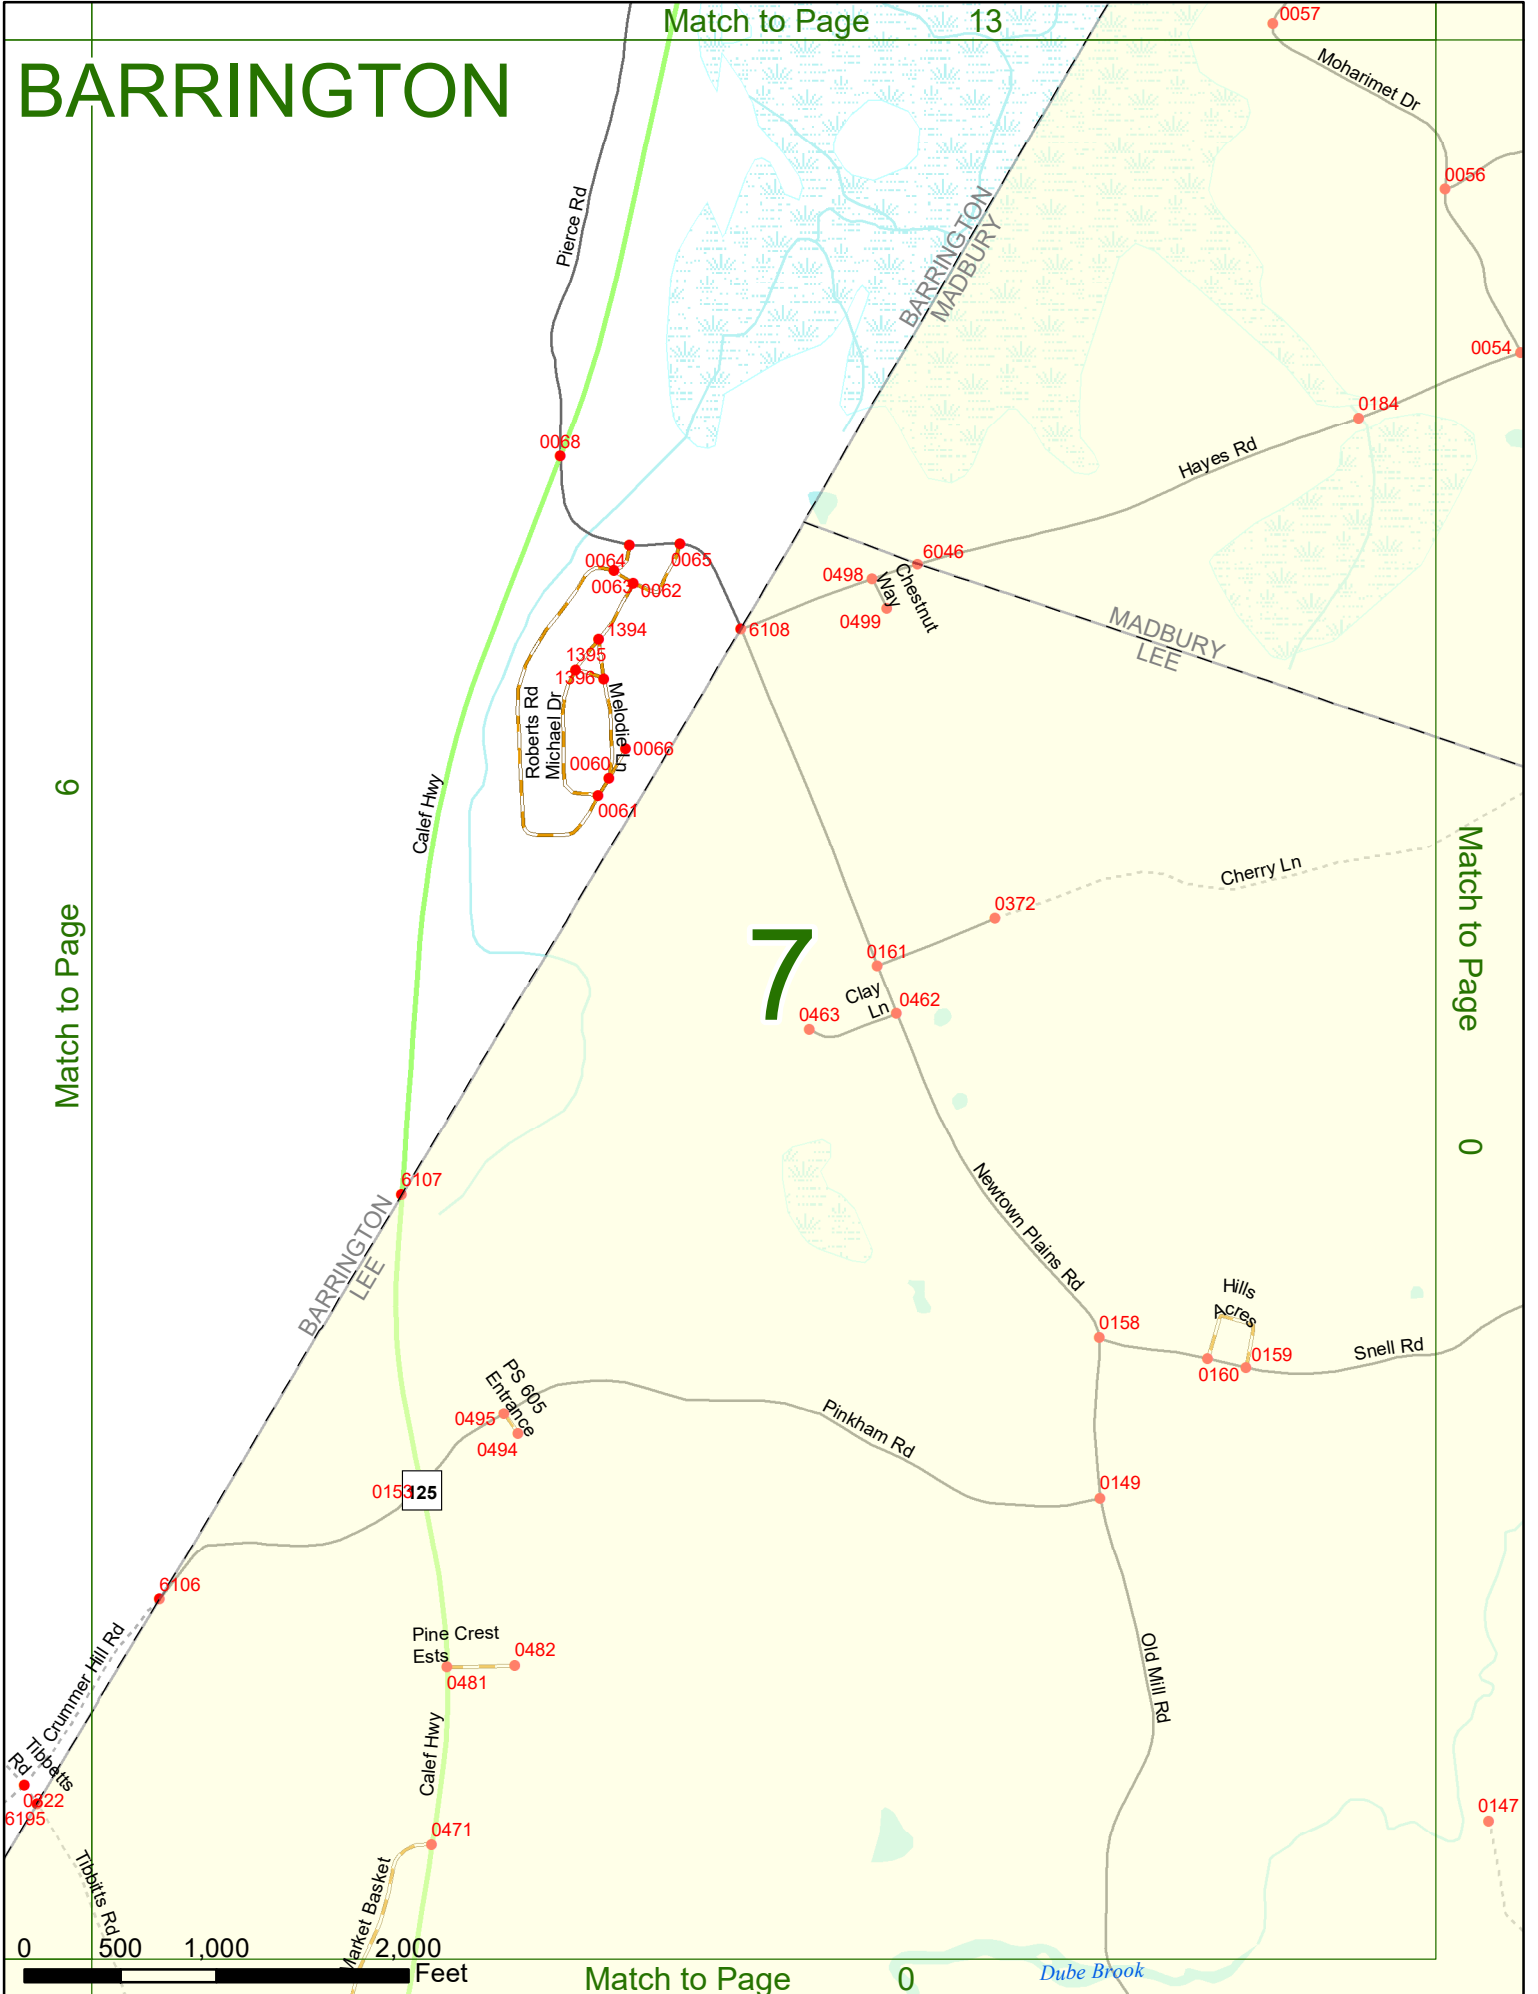 Match to Page 13
0057
BARRINGTON
Moharimet Dr
0056
Pierce Rd
BARRINGTON
MADBURY
0054
0184
0068
Hayes Rd
0064
0065
6046
0063
0062
0498
Chestnut
Way
0499
1394
6108
MADBURY
LEE
1395
1396
Roberts Rd
Michael Dr
Melodie Ln
0066
0060
0061
6
Calef Hwy
Match to Page
Match to Page
Cherry Ln
0372
7
0161
Clay
Ln
0462
0463
0
6107
BARRINGTON
LEE
Newtown Plains Rd
Hills
Acres
0158
0159
0160
Snell Rd
PS 605
Entrance
0495
0494
Pinkham Rd
0153
125
0149
6106
Crummer Hill Rd
Pine Crest
Ests
0482
0481
Old Mill Rd
Calef Hwy
Tibbetts
Rd
0322
6195
0147
0471
Tibbitts Rd
Market Basket
0 500 1,000 2,000
Feet
Match to Page 0
Dube Brook